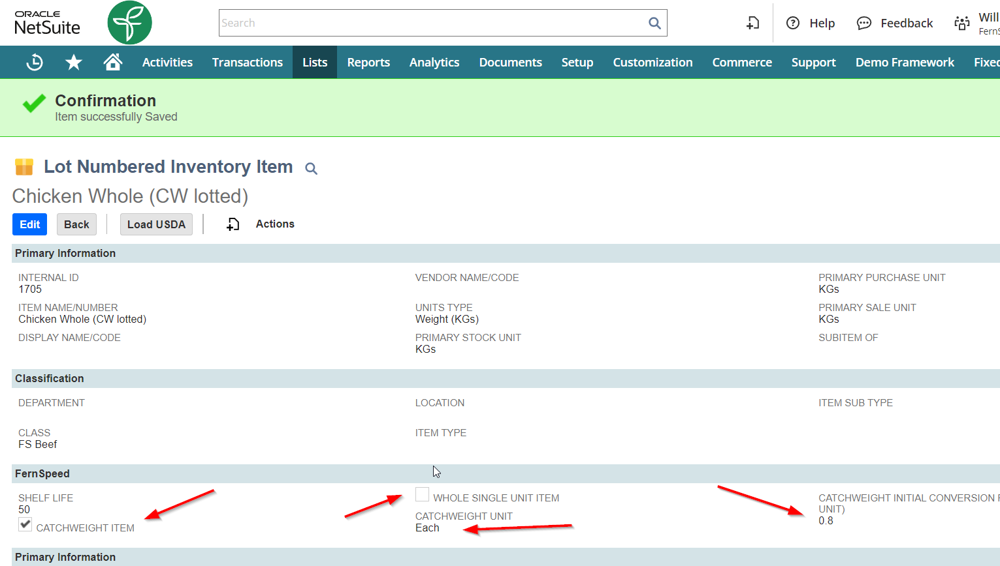 ORACLE
NetSuite
Search
Help
Feedback
Will
FernS
Activities
Transactions
Lists
Reports
Analytics
Documents
Setup
Customization
Commerce
Support
Demo Framework
Fixed
Confirmation
Item successfully Saved
Lot Numbered Inventory Item
Chicken Whole (CW lotted)
Edit
Back
Load USDA
Actions
Primary Information
INTERNAL ID
1705
ITEM NAME/NUMBER
Chicken Whole (CW lotted)
DISPLAY NAME/CODE
VENDOR NAME/CODE
UNITS TYPE
Weight (KGs)
PRIMARY STOCK UNIT
KGs
PRIMARY PURCHASE UNIT
KGs
PRIMARY SALE UNIT
KGs
SUBITEM OF
Classification
DEPARTMENT
CLASS
FS Beef
LOCATION
ITEM TYPE
ITEM SUB TYPE
FernSpeed
SHELF LIFE
50
CATCHWEIGHT ITEM
WHOLE SINGLE UNIT ITEM
CATCHWEIGHT UNIT
Each
CATCHWEIGHT INITIAL CONVERSION
UNIT)
0.8
Primary Information